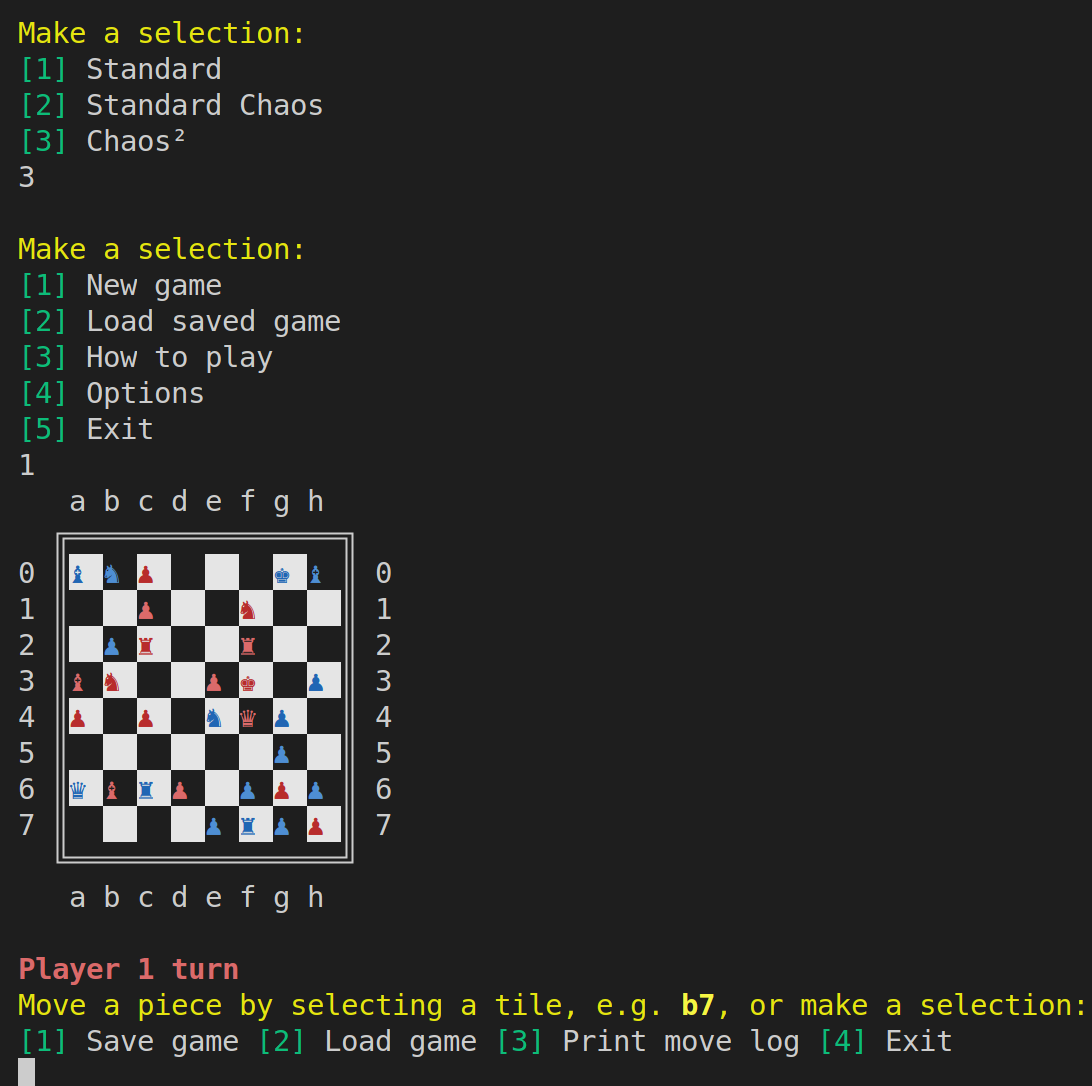 Make a selection:
[1] Standard
[2] Standard Chaos
[3] Chaos²
3
Make a selection:
[1] New game
[2] Load saved game
[3] How to play
[4] Options
[5] Exit
1
a b c d e f g h
0 ♝ ♞ ♟ ♚ ♝ 0
1 ♟ ♞ 1
2 ♟ ♜ ♜ 2
3 ♝ ♞ ♟ ♚ ♟ 3
4 ♟ ♟ ♞ ♛ ♟ 4
5 ♟ 5
6 ♛ ♝ ♜ ♟ ♟ ♟ ♟ 6
7 ♟ ♜ ♟ ♟ 7
a b c d e f g h
Player 1 turn
Move a piece by selecting a tile, e.g. b7, or make a selection:
[1] Save game [2] Load game [3] Print move log [4] Exit